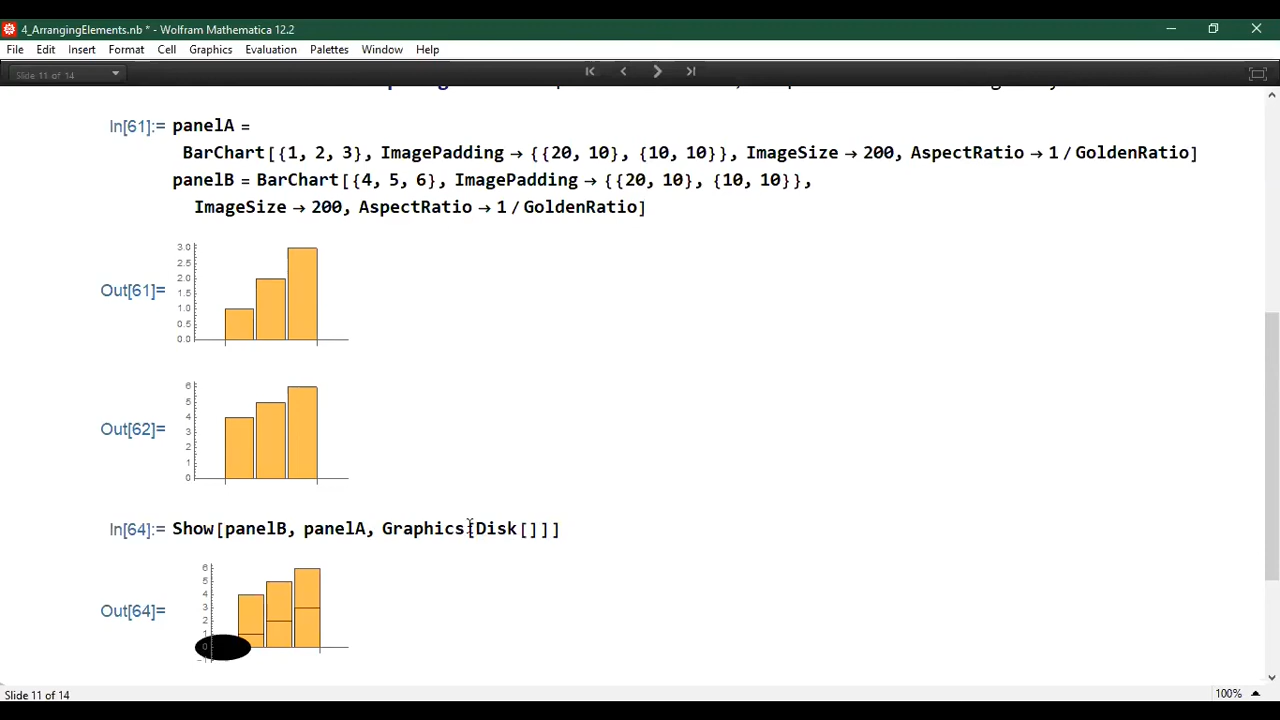 4_ArrangingElements.nb * - Wolfram Mathematica 12.2
File Edit Insert Format Cell Graphics Evaluation Palettes Window Help
Slide 11 of 14
In[61]:= panelA =
BarChart[{1, 2, 3}, ImagePadding → {{20, 10}, {10, 10}}, ImageSize → 200, AspectRatio → 1 / GoldenRatio]
panelB = BarChart[{4, 5, 6}, ImagePadding → {{20, 10}, {10, 10}},
ImageSize → 200, AspectRatio → 1 / GoldenRatio]
3.0
2.5
2.0
Out[61]=
1.5
1.0
0.5
0.0
6
5
4
Out[62]=
3
2
1
0
In[64]:= Show[panelB, panelA, Graphics[Disk[]]]
6
5
4
3
Out[64]=
2
1
0
Slide 11 of 14
100%